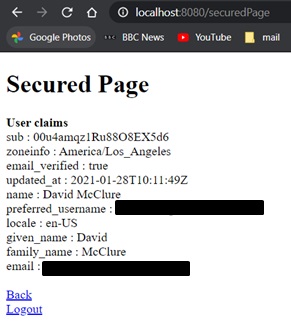 localhost:8080/securedPage
Google Photos BBC NEWS BBC News YouTube mail
Secured Page
User claims
sub : 00u4amqz1Ru88O8EX5d6
zoneinfo : America/Los_Angeles
email_verified : true
updated_at : 2021-01-28T10:11:49Z
name : David McClure
preferred_username :
locale : en-US
given_name : David
family_name : McClure
email :
Back
Logout